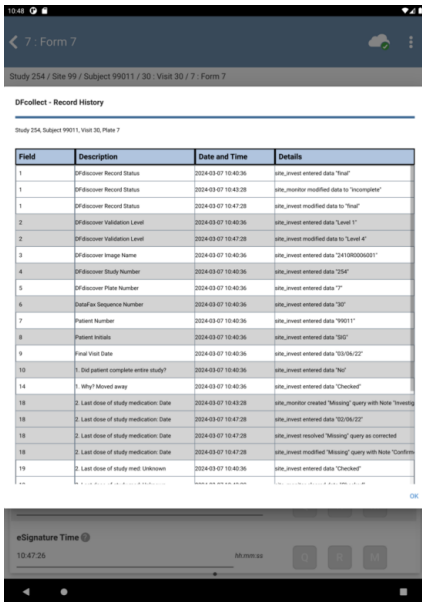 10:48
7 : Form 7
Study 254 / Site 99 / Subject 99011 / 30 : Visit 30 / 7 : Form 7
DFcollect - Record History
Study 254, Subject 99011, Visit 30, Plate 7
Field Description Date and Time Details
1 DFdiscover Record Status 2024-03-07 10:40:36 site_invest entered data "final"
1 DFdiscover Record Status 2024-03-07 10:43:28 site_monitor modified data to "incomplete"
1 DFdiscover Record Status 2024-03-07 10:47:28 site_invest modified data to "final"
2 DFdiscover Validation Level 2024-03-07 10:40:36 site_invest entered data "Level 1"
2 DFdiscover Validation Level 2024-03-07 10:47:28 site_invest modified data to "Level 4"
3 DFdiscover Image Name 2024-03-07 10:40:36 site_invest entered data "2410R0006001"
4 DFdiscover Study Number 2024-03-07 10:40:36 site_invest entered data "254"
5 DFdiscover Plate Number 2024-03-07 10:40:36 site_invest entered data "7"
6 DataFax Sequence Number 2024-03-07 10:40:36 site_invest entered data "30"
7 Patient Number 2024-03-07 10:40:36 site_invest entered data "99011"
8 Patient Initials 2024-03-07 10:40:36 site_invest entered data "SIG"
9 Final Visit Date 2024-03-07 10:40:36 site_invest entered data "03/06/22"
10 1. Did patient complete entire study? 2024-03-07 10:40:36 site_invest entered data "No"
14 1. Why? Moved away 2024-03-07 10:40:36 site_invest entered data "Checked"
18 2. Last dose of study medication: Date 2024-03-07 10:43:28 site_monitor created "Missing" query with Note "Investig
18 2. Last dose of study medication: Date 2024-03-07 10:47:28 site_invest entered data "02/06/22"
18 2. Last dose of study medication: Date 2024-03-07 10:47:28 site_invest resolved "Missing" query as corrected
18 2. Last dose of study medication: Date 2024-03-07 10:47:28 site_invest modified "Missing" query with Note "Confirma
19 2. Last dose of study med: Unknown 2024-03-07 10:40:36 site_invest entered data "Checked"
OK
eSignature Time
10:47:26 hh:mm:ss Q R M